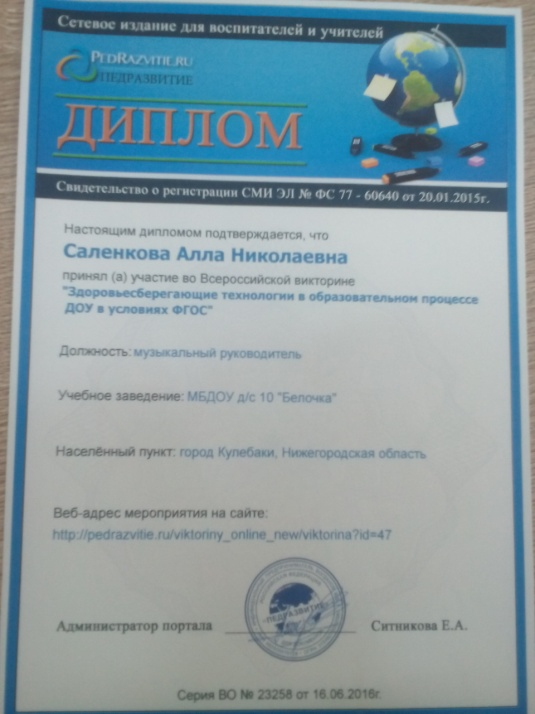 Сетевое издание для воспитателей и учителей
PEDRAZVITIE.RU
ПЕДРАЗВИТИЕ
ДИПЛОМ
Свидетельство о регистрации СМИ ЭЛ № ФС 77 - 60640 от 20.01.2015г.
Настоящим дипломом подтверждается, что
Саленкова Алла Николаевна
принял (а) участие во Всероссийской викторине
"Здоровьесберегающие технологии в образовательном процессе
ДОУ в условиях ФГОС"
Должность: музыкальный руководитель
Учебное заведение: МБДОУ д/с 10 "Белочка"
Населённый пункт: город Кулебаки, Нижегородская область
Веб-адрес мероприятия на сайте:
http://pedrazvitie.ru/viktoriny_online_new/viktorina?id=47
«ПЕДРАЗВИТИЕ»
Администратор портала Ситникова Е.А.
Серия ВО № 23258 от 16.06.2016г.